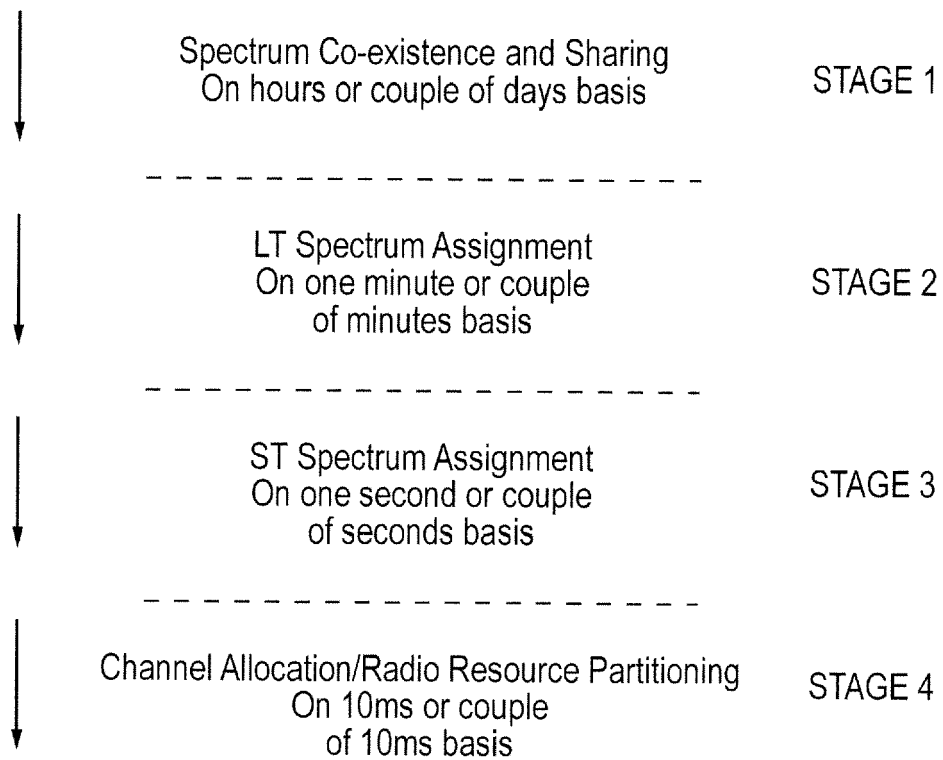 Spectrum Co-existence and Sharing
On hours or couple of days basis
STAGE 1
LT Spectrum Assignment
On one minute or couple
of minutes basis
STAGE 2
ST Spectrum Assignment
On one second or couple
of seconds basis
STAGE 3
Channel Allocation/Radio Resource Partitioning
On 10ms or couple
of 10ms basis
STAGE 4